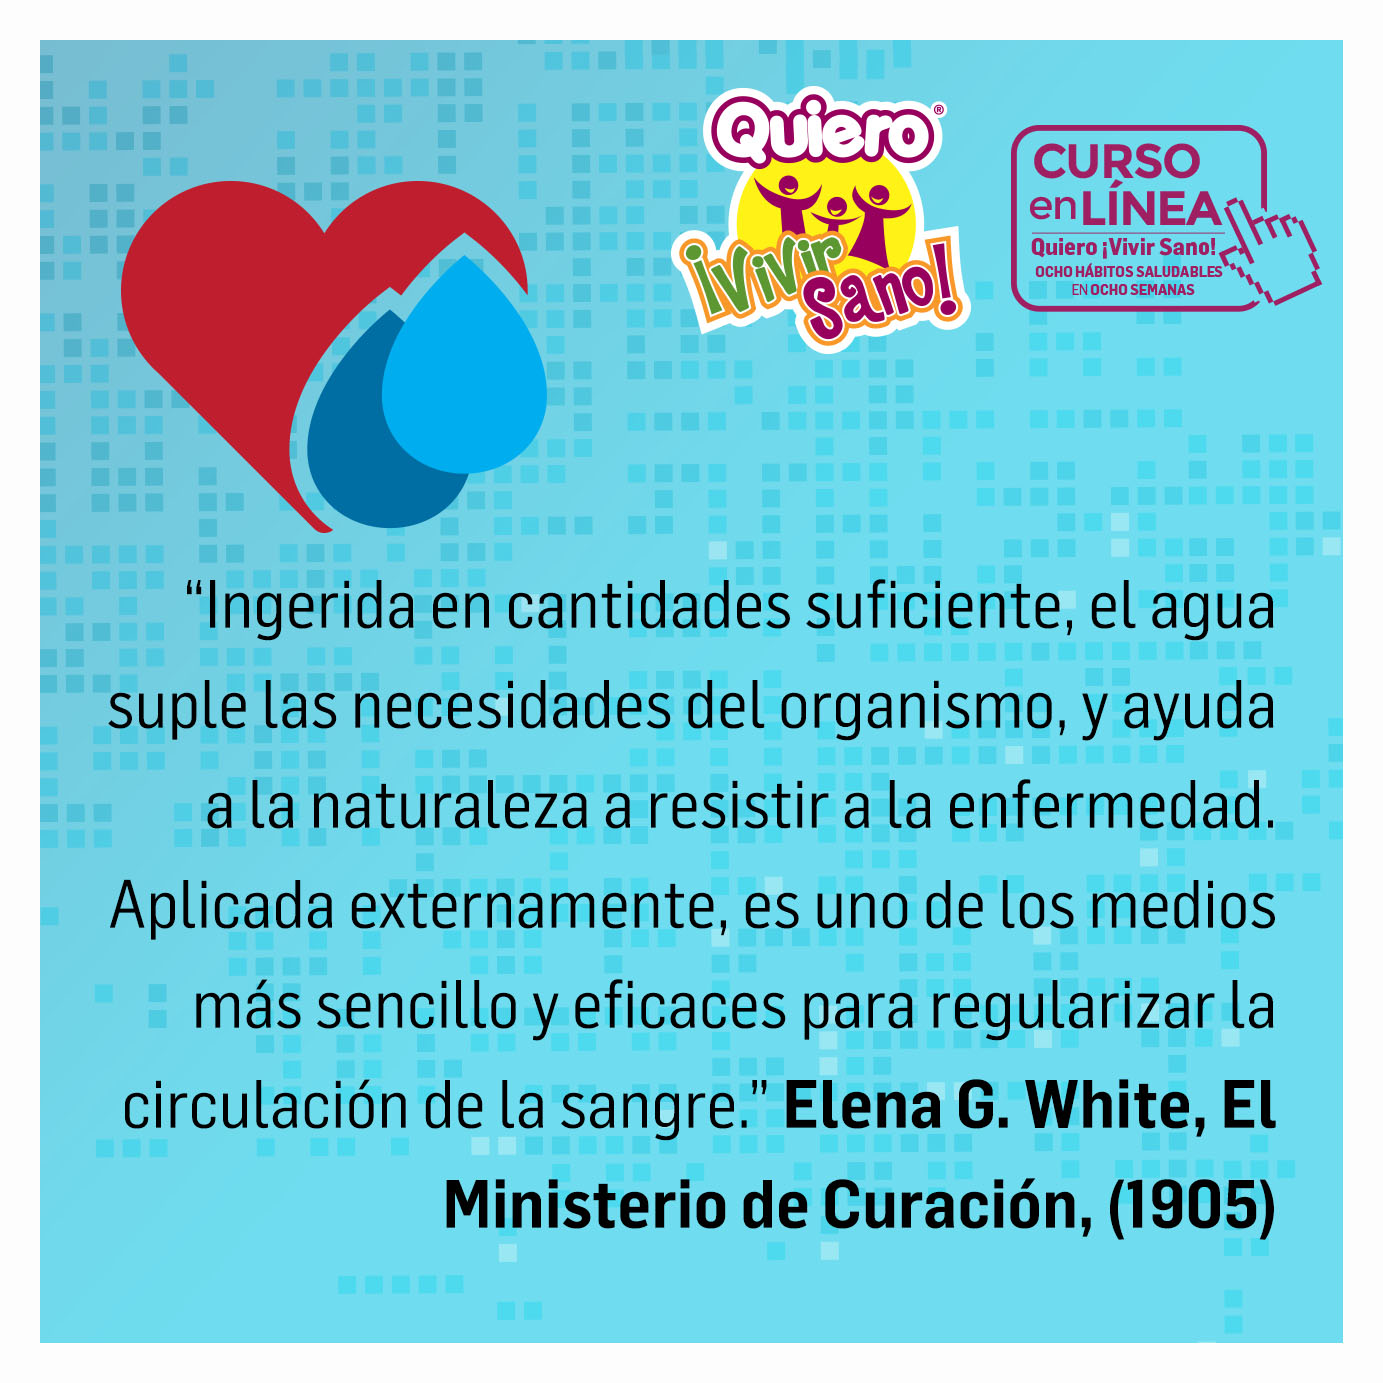 Quiero®
¡Vivir
Sano!
CURSO
en LÍNEA
Quiero ¡Vivir Sano!
OCHO HÁBITOS SALUDABLES
EN OCHO SEMANAS
“Ingerida en cantidades suficiente, el agua
suple las necesidades del organismo, y ayuda
a la naturaleza a resistir a la enfermedad.
Aplicada externamente, es uno de los medios
más sencillo y eficaces para regularizar la
circulación de la sangre.” Elena G. White, El
Ministerio de Curación, (1905)